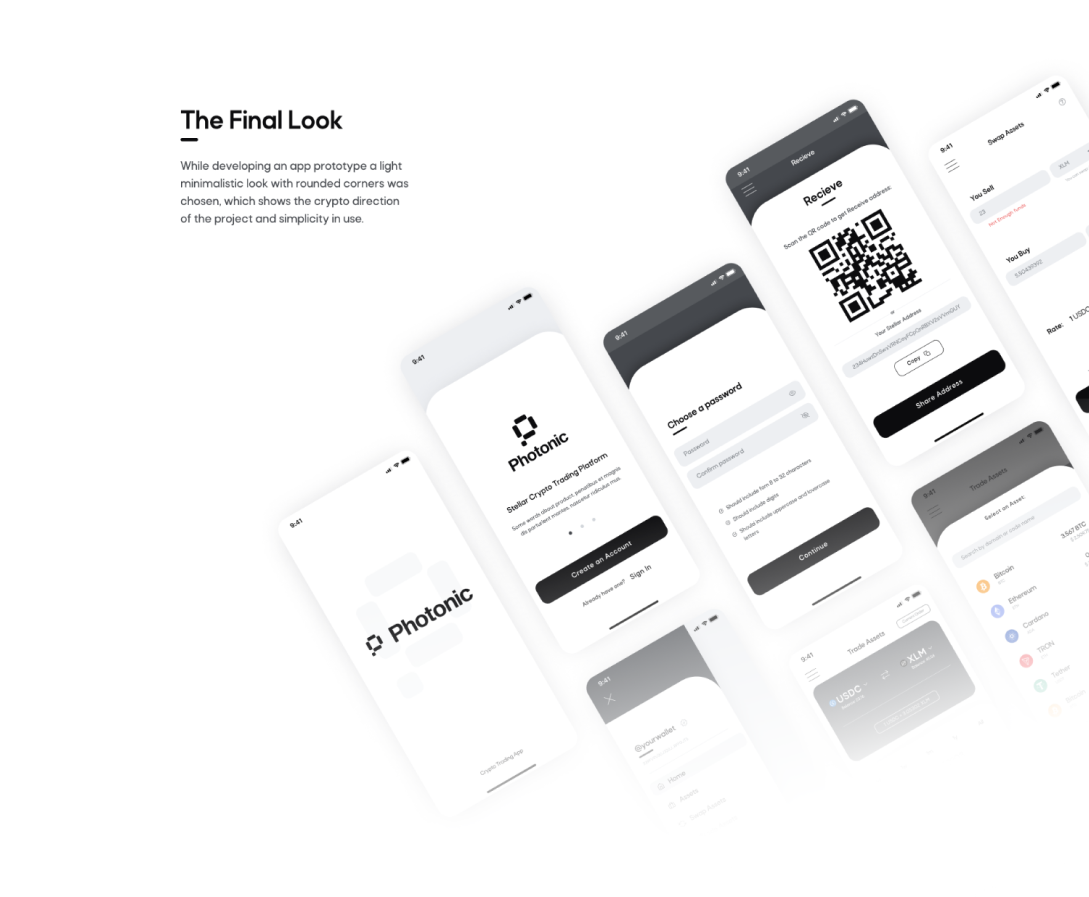 The Final Look
While developing an app prototype a light
minimalistic look with rounded corners was
chosen, which shows the crypto direction
of the project and simplicity in use.
9:41
Photonic
Crypto Trading App
9:41
Photonic
Stellar Crypto Trading Platform
Some words about product, penatibus et magnis
dis parturient montes, nascetur ridiculus mus
Create an Account
Already have one? Sign In
9:41
Choose a password
Password
Confirm password
Should include fom 8 to 32 characters
Should include digits
Should include uppercase and lowercase
letters
Continue
9:41
Recieve
Recieve
Scan the QR code to get Receive address:
or
Your Stellar Address
Copy
Share Address
9:41
Swap Assets
You Sell
XLM
23
Not Enough funds
You Buy
Rate: 1 USDC
9:41
@yourwallet
Home
Assets
9:41
Trade Assets
USDC
XLM
9:41
Trade Assets
Select an Asset
Search by domain or code name
Bitcoin
3.567 BTC
Ethereum
Cardano
TRON
Tether